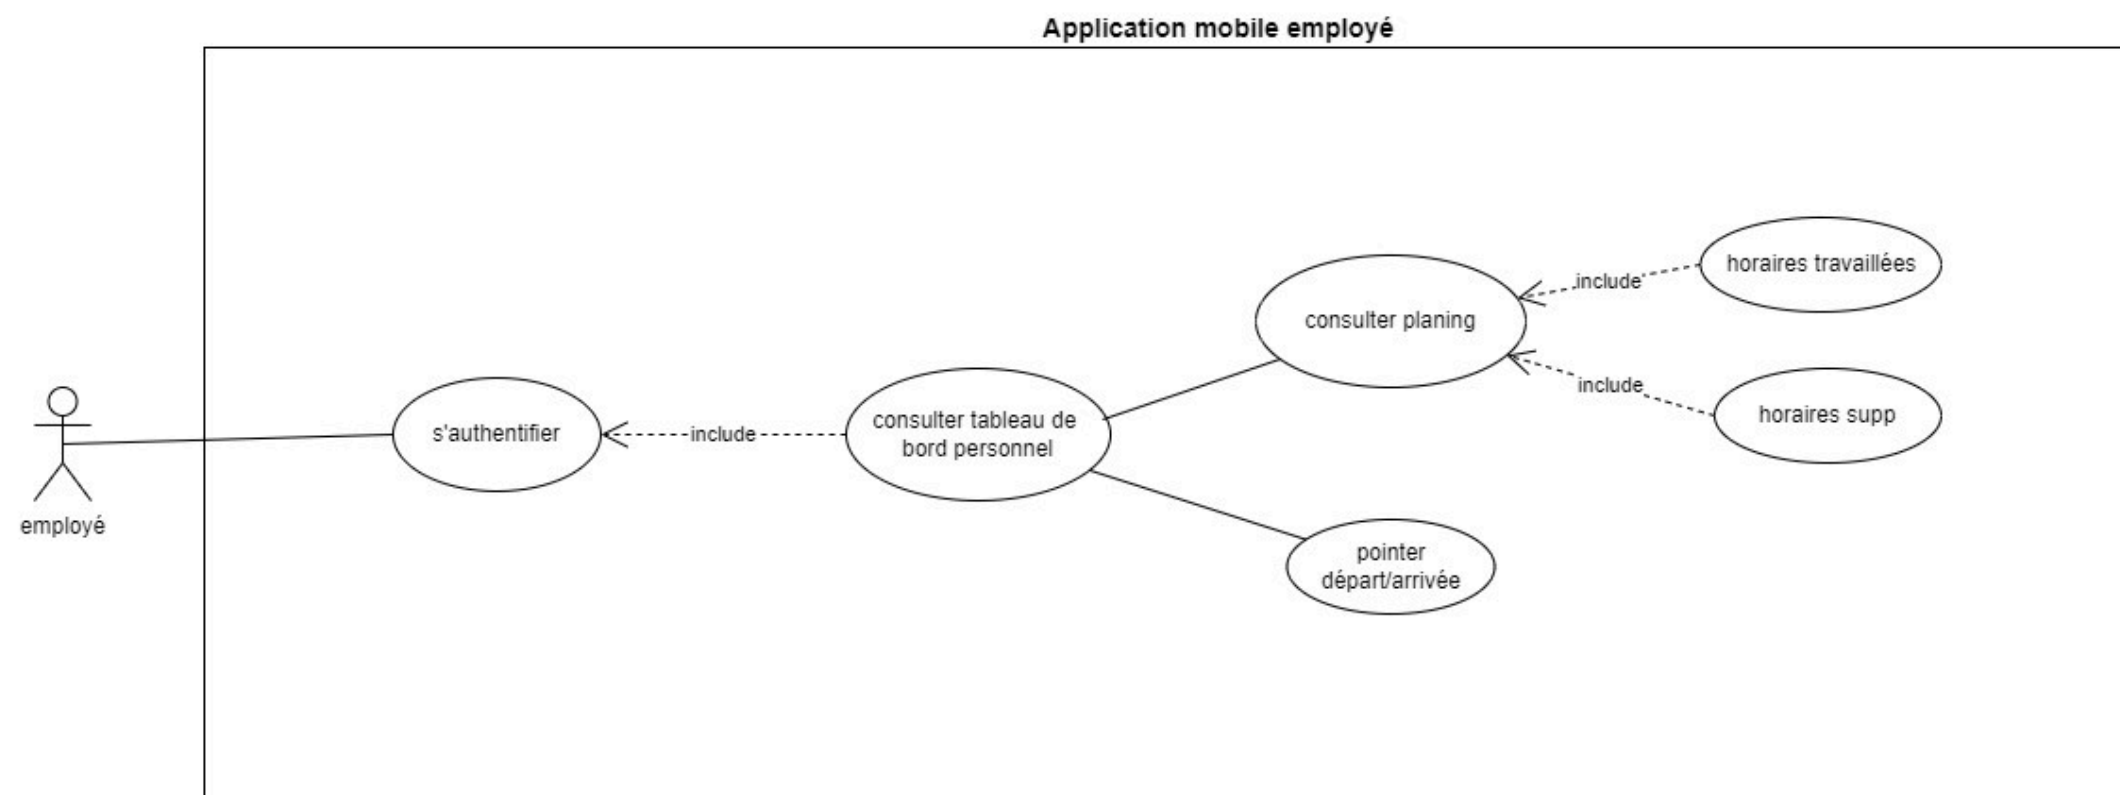 Application mobile employé
horaires travaillées
include
consulter planing
include
horaires supp
consulter tableau de
bord personnel
s'authentifier
include
employé
pointer
départ/arrivée